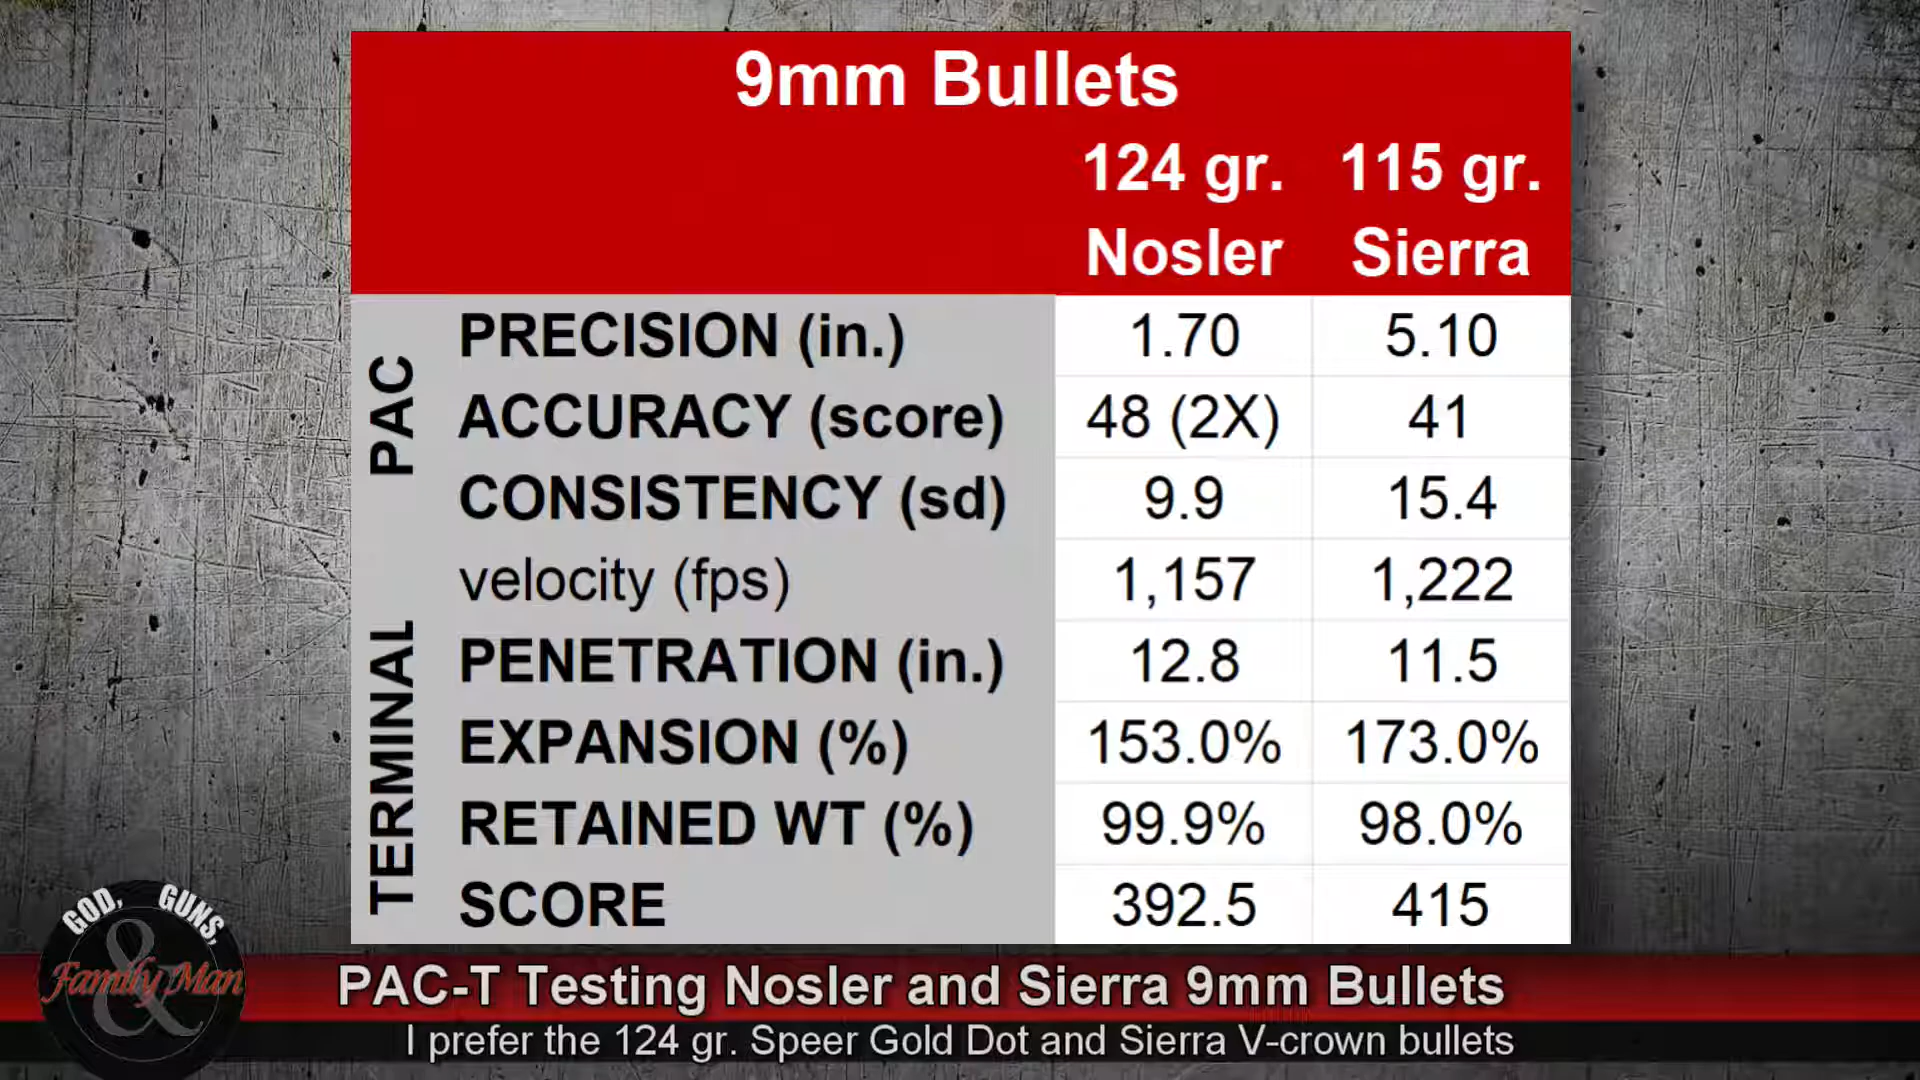 9mm Bullets
124 gr. 115 gr.
Nosler Sierra
PAC
PRECISION (in.) 1.70 5.10
ACCURACY (score) 48 (2X) 41
CONSISTENCY (sd) 9.9 15.4
velocity (fps) 1,157 1,222
TERMINAL
PENETRATION (in.) 12.8 11.5
EXPANSION (%) 153.0% 173.0%
RETAINED WT (%) 99.9% 98.0%
SCORE 392.5 415
GOD, GUNS,
&
Family Man
PAC-T Testing Nosler and Sierra 9mm Bullets
I prefer the 124 gr. Speer Gold Dot and Sierra V-crown bullets